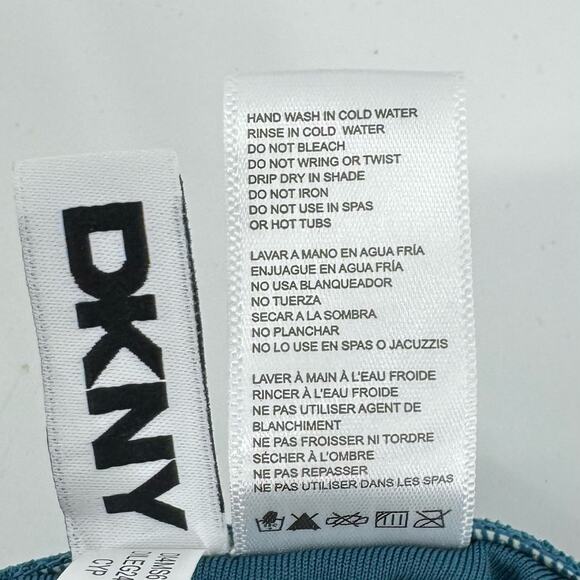 DKNY
HAND WASH IN COLD WATER
RINSE IN COLD WATER
DO NOT BLEACH
DO NOT WRING OR TWIST
DRIP DRY IN SHADE
DO NOT IRON
DO NOT USE IN SPAS
OR HOT TUBS
LAVAR A MANO EN AGUA FRÍA
ENJUAGUE EN AGUA FRÍA
NO USA BLANQUEADOR
NO TUERZA
SECAR A LA SOMBRA
NO PLANCHAR
NO LO USE EN SPAS O JACUZZIS
LAVER À MAIN À L'EAU FROIDE
RINCER À L'EAU FROIDE
NE PAS UTILISER AGENT DE
BLANCHIMENT
NE PAS FROISSER NI TORDRE
SÉCHER À L'OMBRE
NE PAS REPASSER
NE PAS UTILISER DANS LES SPAS
CYP